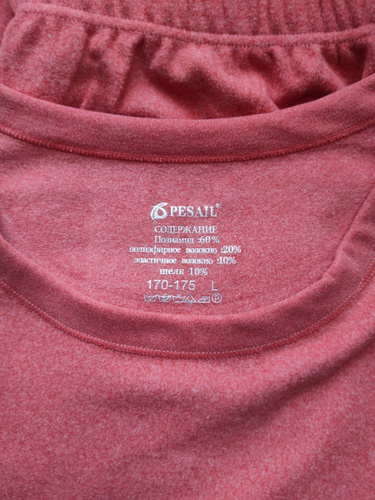 PESAIL®
СОДЕРЖАНИЕ
Полиамид :60%
полиэфирное волокно :20%
эластичное волокно :10%
шелк 10%
170-175 L